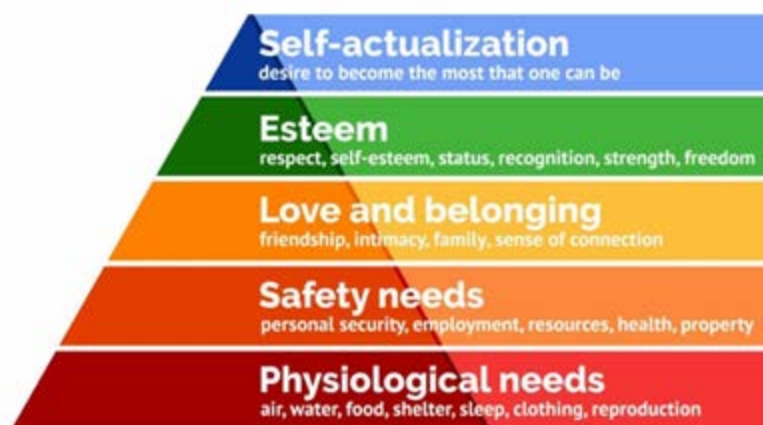 Self-actualization
desire to become the most that one can be
Esteem
respect, self-esteem, status, recognition, strength, freedom
Love and belonging
friendship, intimacy, family, sense of connection
Safety needs
personal security, employment, resources, health, property
Physiological needs
air, water, food, shelter, sleep, clothing, reproduction